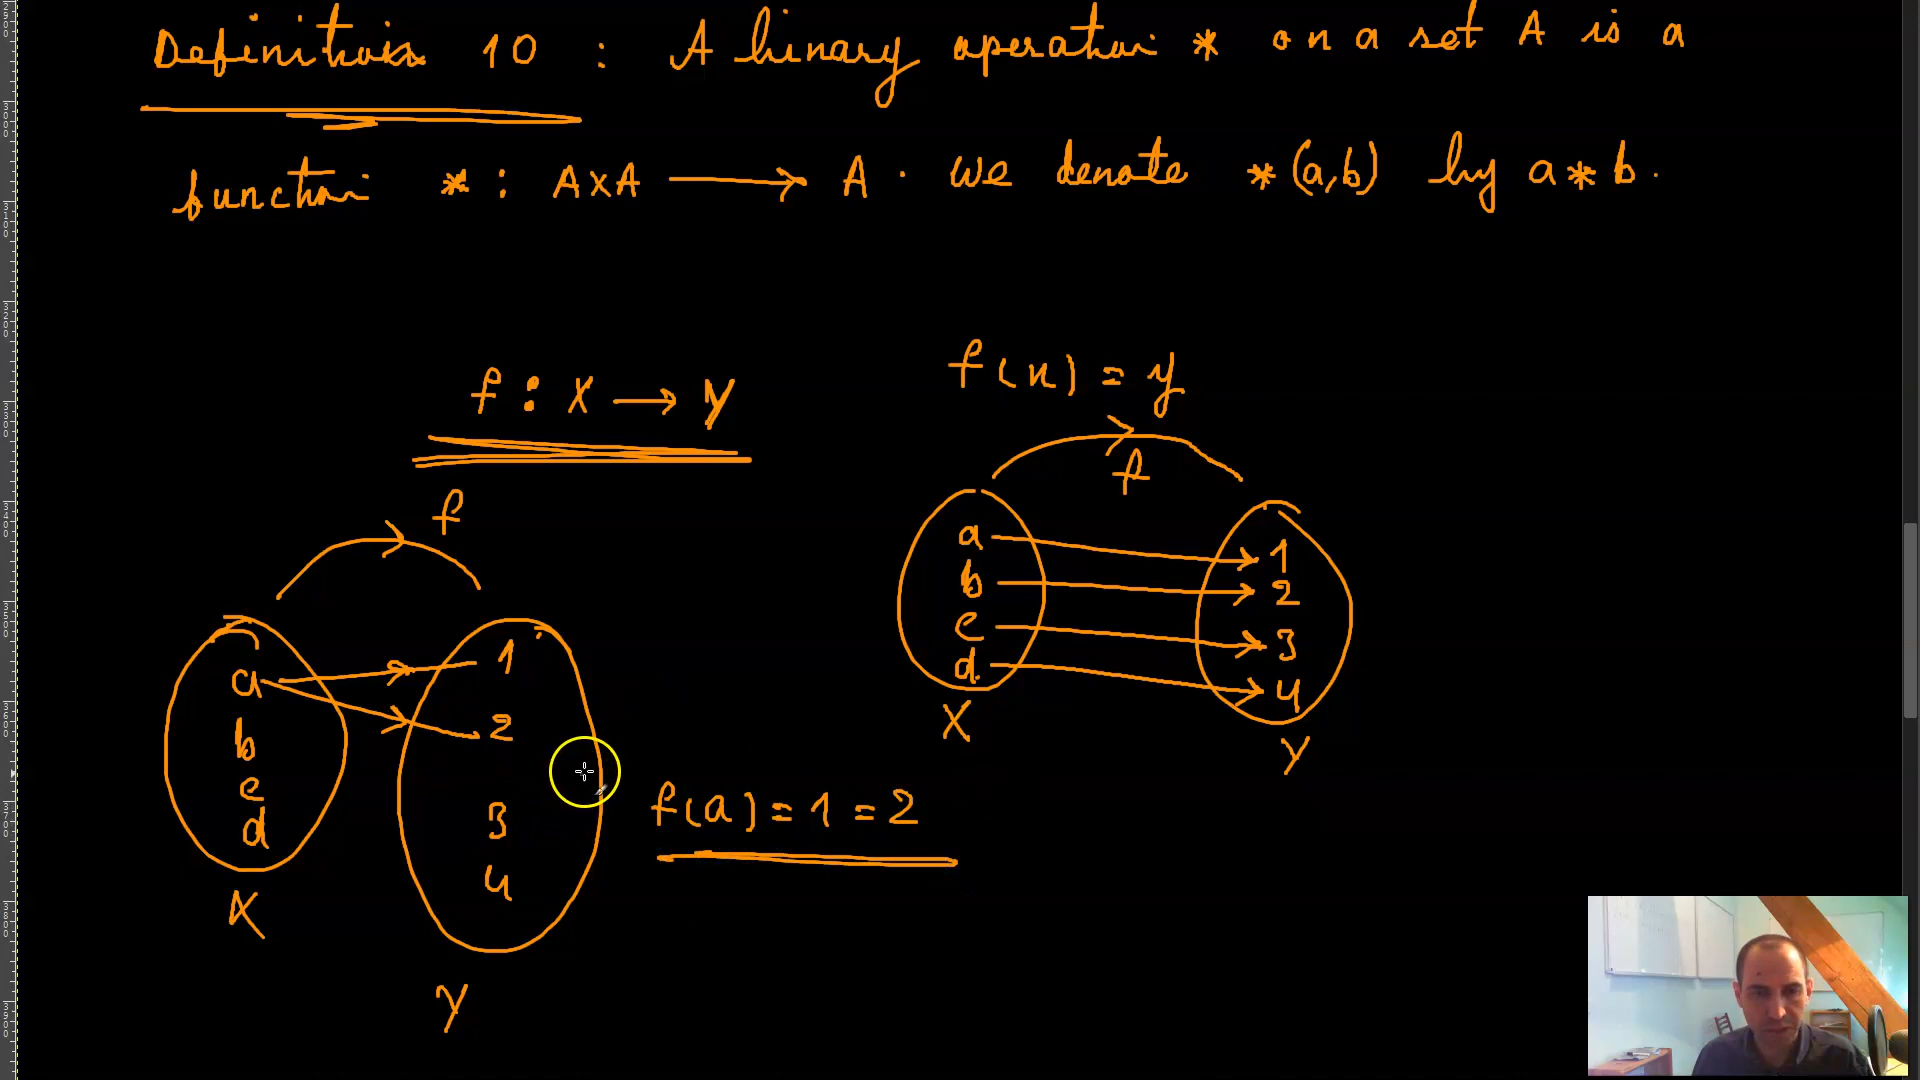 Definition 10 : A binary operation * on a set A is a
function * : A×A ⟶ A . We denote *(a,b) by a*b.
f : X ⟶ Y
f(x) = y
f
f
a
b
c
d
X
1
2
3
4
Y
a
b
c
d
X
1
2
3
4
Y
f(a) = 1 = 2